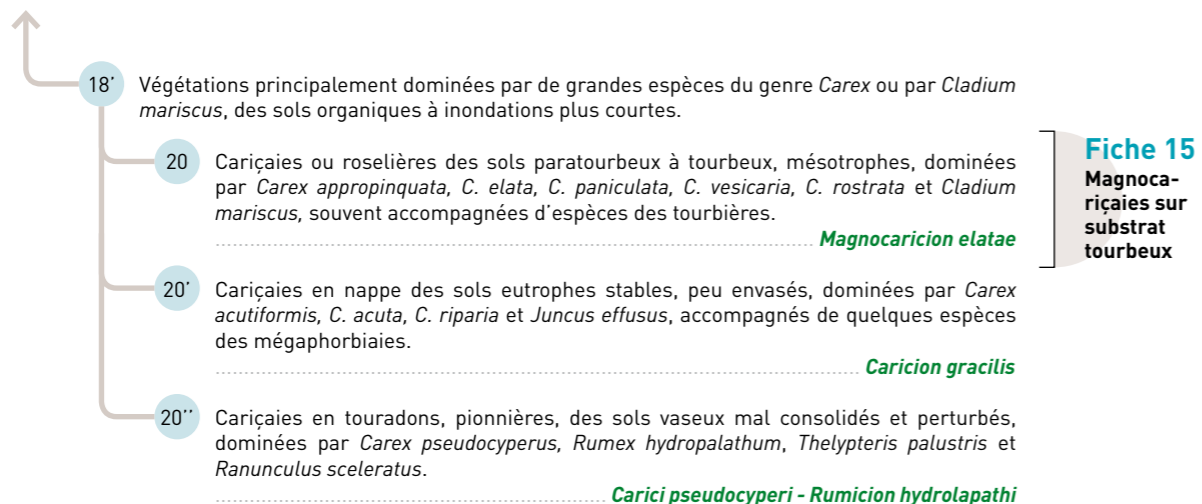 18’ Végétations principalement dominées par de grandes espèces du genre Carex ou par Cladium
mariscus, des sols organiques à inondations plus courtes.
20 Cariçaies ou roselières des sols paratourbeux à tourbeux, mésotrophes, dominées
par Carex appropinquata, C. elata, C. paniculata, C. vesicaria, C. rostrata et Cladium
mariscus, souvent accompagnées d’espèces des tourbières.
Magnocaricion elatae
Fiche 15
Magnoca-
riçaies sur
substrat
tourbeux
20’ Cariçaies en nappe des sols eutrophes stables, peu envasés, dominées par Carex
acutiformis, C. acuta, C. riparia et Juncus effusus, accompagnés de quelques espèces
des mégaphorbiaies.
Caricion gracilis
20’’ Cariçaies en touradons, pionnières, des sols vaseux mal consolidés et perturbés,
dominées par Carex pseudocyperus, Rumex hydropalathum, Thelypteris palustris et
Ranunculus sceleratus.
Carici pseudocyperi - Rumicion hydrolapathi